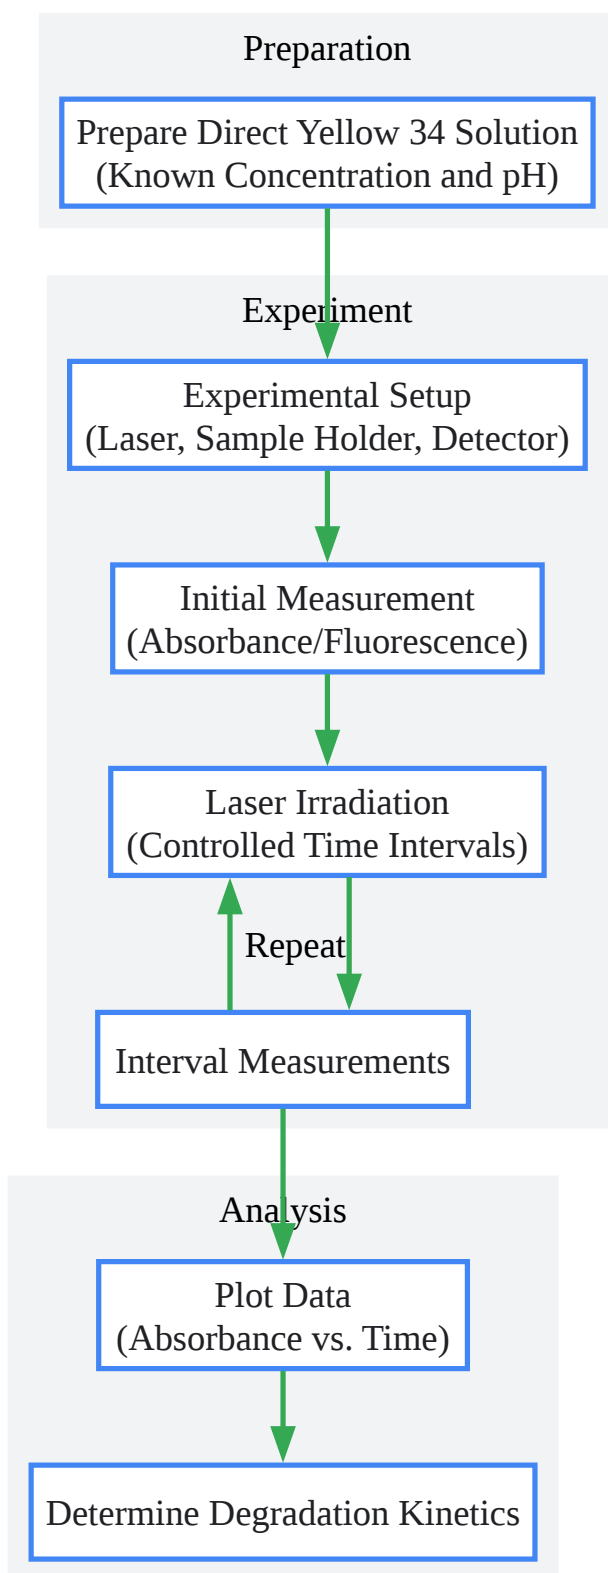 Preparation
Prepare Direct Yellow 34 Solution
(Known Concentration and pH)
Experiment
Experimental Setup
(Laser, Sample Holder, Detector)
Initial Measurement
(Absorbance/Fluorescence)
Laser Irradiation
(Controlled Time Intervals)
Repeat
Interval Measurements
Analysis
Plot Data
(Absorbance vs. Time)
Determine Degradation Kinetics